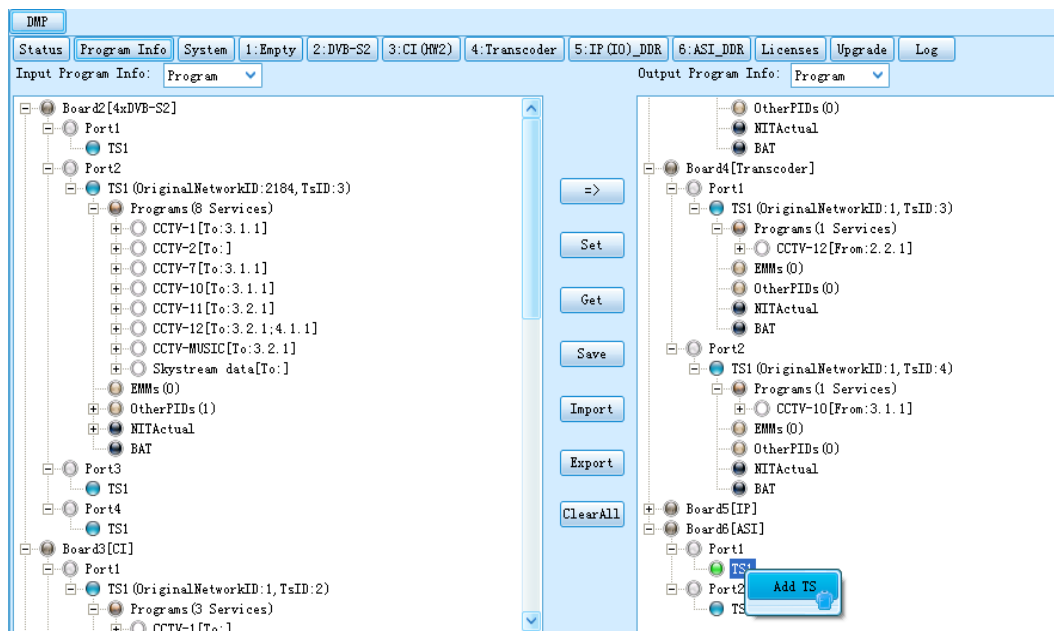 DMP
Status Program Info System 1:Empty 2:DVB-S2 3:CI(HW2) 4:Transcoder 5:IP(IO)_DDR 6:ASI_DDR Licenses Upgrade Log
Input Program Info: Program
Output Program Info: Program
Board2[4xDVB-S2]
Port1
TS1
Port2
TS1(OriginalNetworkID:2184,TsID:3)
Programs(8 Services)
CCTV-1[To:3.1.1]
CCTV-2[To:]
CCTV-7[To:3.1.1]
CCTV-10[To:3.1.1]
CCTV-11[To:3.2.1]
CCTV-12[To:3.2.1;4.1.1]
CCTV-MUSIC[To:3.2.1]
Skystream data[To:]
EMMs(0)
OtherPIDs(1)
NITActual
BAT
Port3
TS1
Port4
TS1
Board3[CI]
Port1
TS1(OriginalNetworkID:1,TsID:2)
Programs(3 Services)
CCTV-1[To:]
=>
Set
Get
Save
Import
Export
ClearAll
OtherPIDs(0)
NITActual
BAT
Board4[Transcoder]
Port1
TS1(OriginalNetworkID:1,TsID:3)
Programs(1 Services)
CCTV-12[From:2.2.1]
EMMs(0)
OtherPIDs(0)
NITActual
BAT
Port2
TS1(OriginalNetworkID:1,TsID:4)
Programs(1 Services)
CCTV-10[From:3.1.1]
EMMs(0)
OtherPIDs(0)
NITActual
BAT
Board5[IP]
Board6[ASI]
Port1
TS1
Add TS
Port2
TS